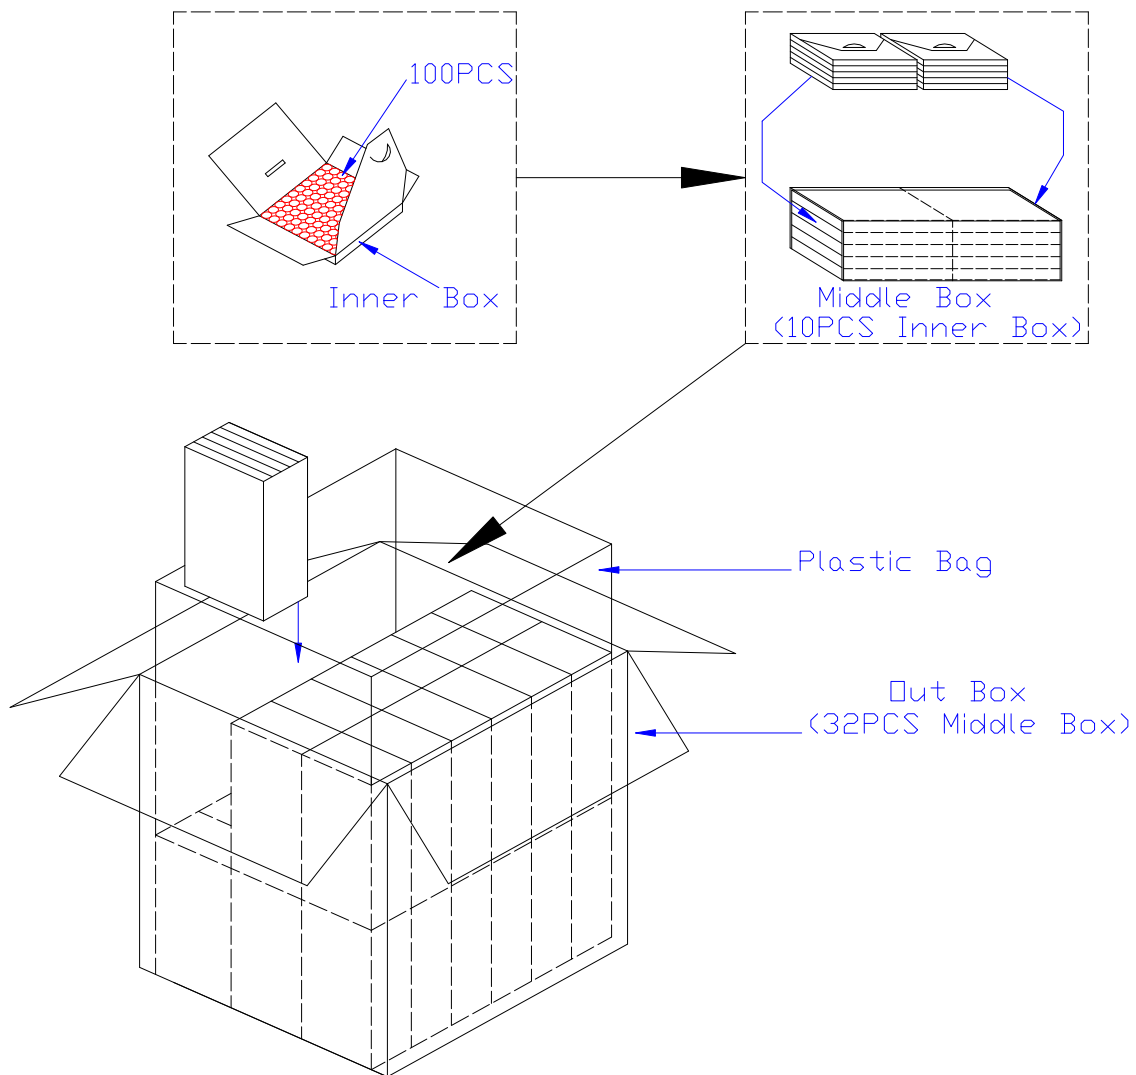 100PCS
Inner Box
Middle Box
(10PCS Inner Box)
Plastic Bag
Out Box
(32PCS Middle Box)